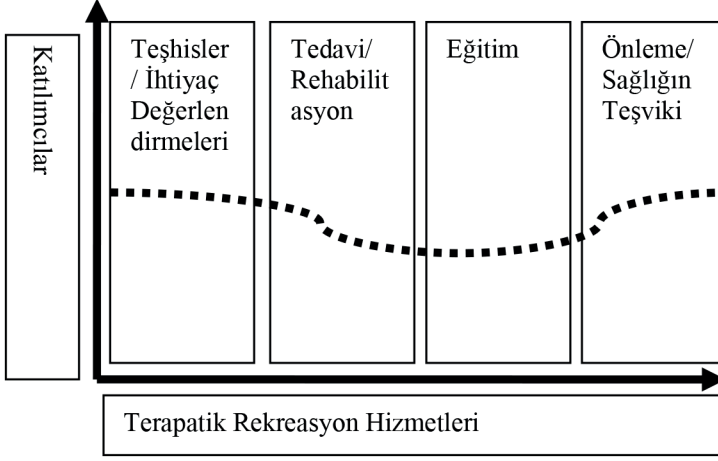 Katılımcılar
Teşhisler
/ İhtiyaç
Değerlen
dirmeleri
Tedavi/
Rehabilit
asyon
Eğitim
Önleme/
Sağlığın
Teşviki
Terapatik Rekreasyon Hizmetleri